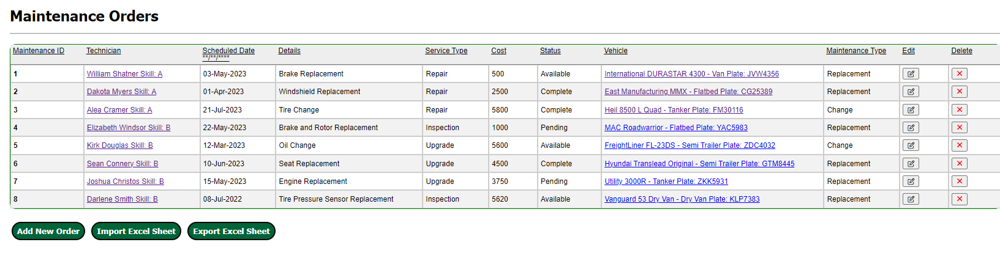 Maintenance Orders
Maintenance ID Technician Scheduled Date Details Service Type Cost Status Vehicle Maintenance Type Edit Delete
**/**/****
1 William Shatner Skill: A 03-May-2023 Brake Replacement Repair 500 Available International DURASTAR 4300 - Van Plate: JVW4356 Replacement
2 Dakota Myers Skill: A 01-Apr-2023 Windshield Replacement Repair 2500 Complete East Manufacturing MMX - Flatbed Plate: CG25389 Replacement
3 Alea Cramer Skill: A 21-Jul-2023 Tire Change Repair 5800 Complete Heil 8500 L Quad - Tanker Plate: FM30116 Change
4 Elizabeth Windsor Skill: B 22-May-2023 Brake and Rotor Replacement Inspection 1000 Pending MAC Roadwarrior - Flatbed Plate: YAC5983 Replacement
5 Kirk Douglas Skill: B 12-Mar-2023 Oil Change Upgrade 5600 Available FreightLiner FL-23DS - Semi Trailer Plate: ZDC4032 Change
6 Sean Connery Skill: B 10-Jun-2023 Seat Replacement Upgrade 4500 Complete Hyundai Translead Original - Semi Trailer Plate: GTM8445 Replacement
7 Joshua Christos Skill: B 15-May-2023 Engine Replacement Upgrade 3750 Pending Utility 3000R - Tanker Plate: ZKK5931 Replacement
8 Darlene Smith Skill: B 08-Jul-2022 Tire Pressure Sensor Replacement Inspection 5620 Available Vanguard 53 Dry Van - Dry Van Plate: KLP7383 Replacement
Add New Order Import Excel Sheet Export Excel Sheet